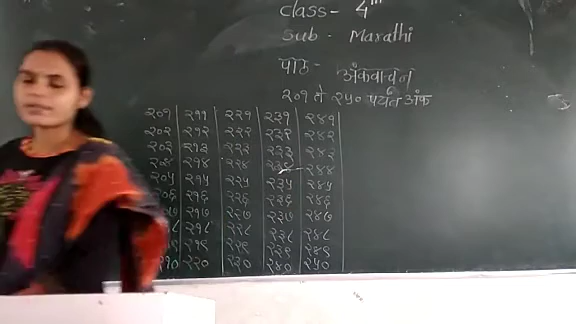 Class- 4th
Sub- Marathi
पाठ- अंकवाचन
२०१ ते २५० पर्यंत अंक
२०१ २११ २२१ २३१ २४१
२०२ २१२ २२२ २३२ २४२
२०३ २१३ २२३ २३३ २४३
२०४ २१४ २२४ २३४ २४४
२०५ २१५ २२५ २३५ २४५
२०६ २१६ २२६ २३६ २४६
२०७ २१७ २२७ २३७ २४७
२१८ २२८ २३८ २४८
२१९ २२९ २३९ २४९
२१० २२० २३० २४० २५०